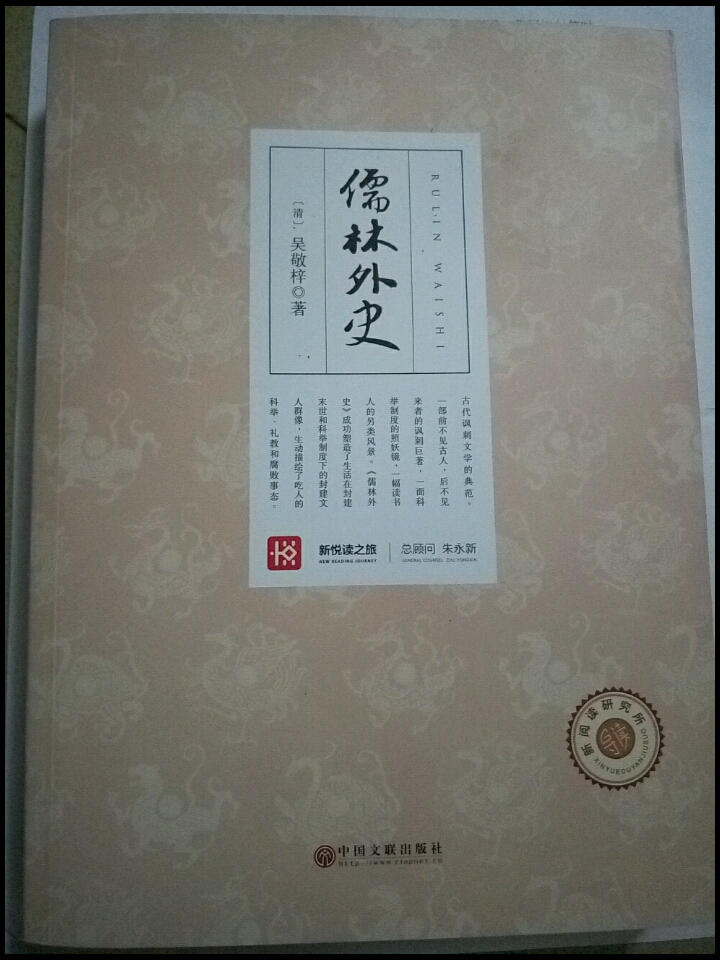 儒林外史
RULIN WAISHI
〔清〕吴敬梓◎著
古代讽刺文学的典范。
一部前不见古人，后不见
来者的讽刺巨著，一面科
举制度的照妖镜，一幅读书
人的另类风景。《儒林外
史》成功塑造了生活在封建
末世和科举制度下的封建文
人群像，生动描绘了吃人的
科举、礼教和腐败事态。
新悦读之旅
NEW READING JOURNEY
总顾问 朱永新
GENERAL COUNSEL ZHU YONGXIN
新阅读研究所
XINYUEDUYANJIUSUO
中国文联出版社
http://www.clapnet.cn